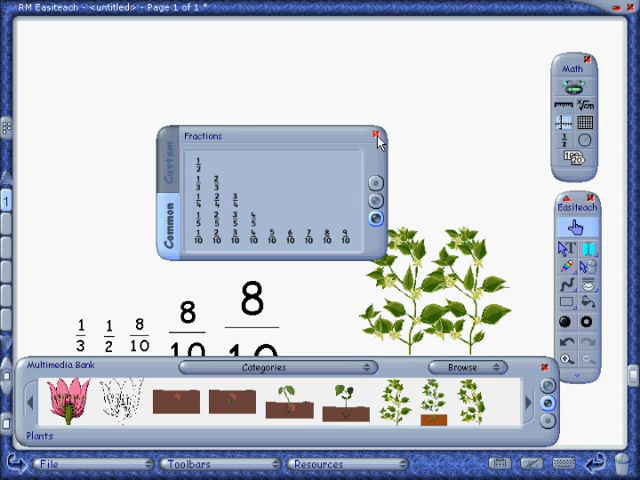 RM Easiteach - <untitled> - Page 1 of 1 *
Math
√cm
1/2
Fractions
Custom
Common
1/2
1/3 2/3
1/4 2/4 3/4
1/5 2/5 3/5 4/5
1/10 2/10 3/10 4/10 5/10 6/10 7/10 8/10 9/10
1
Easiteach
T
1/3 1/2 8/10 8/10 8/10
Multimedia Bank
Categories
Browse
Plants
File
Toolbars
Resources